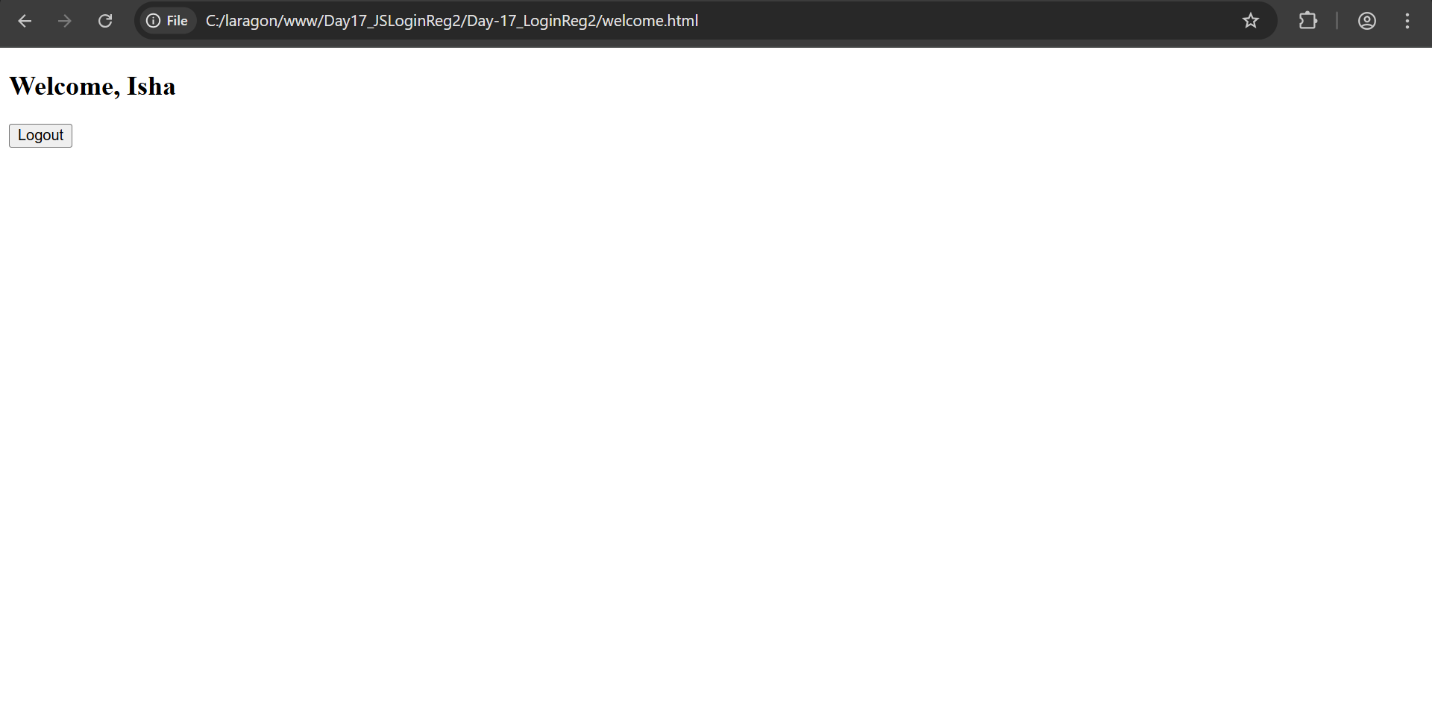 File C:/laragon/www/Day17_JSLoginReg2/Day-17_LoginReg2/welcome.html
Welcome, Isha
Logout